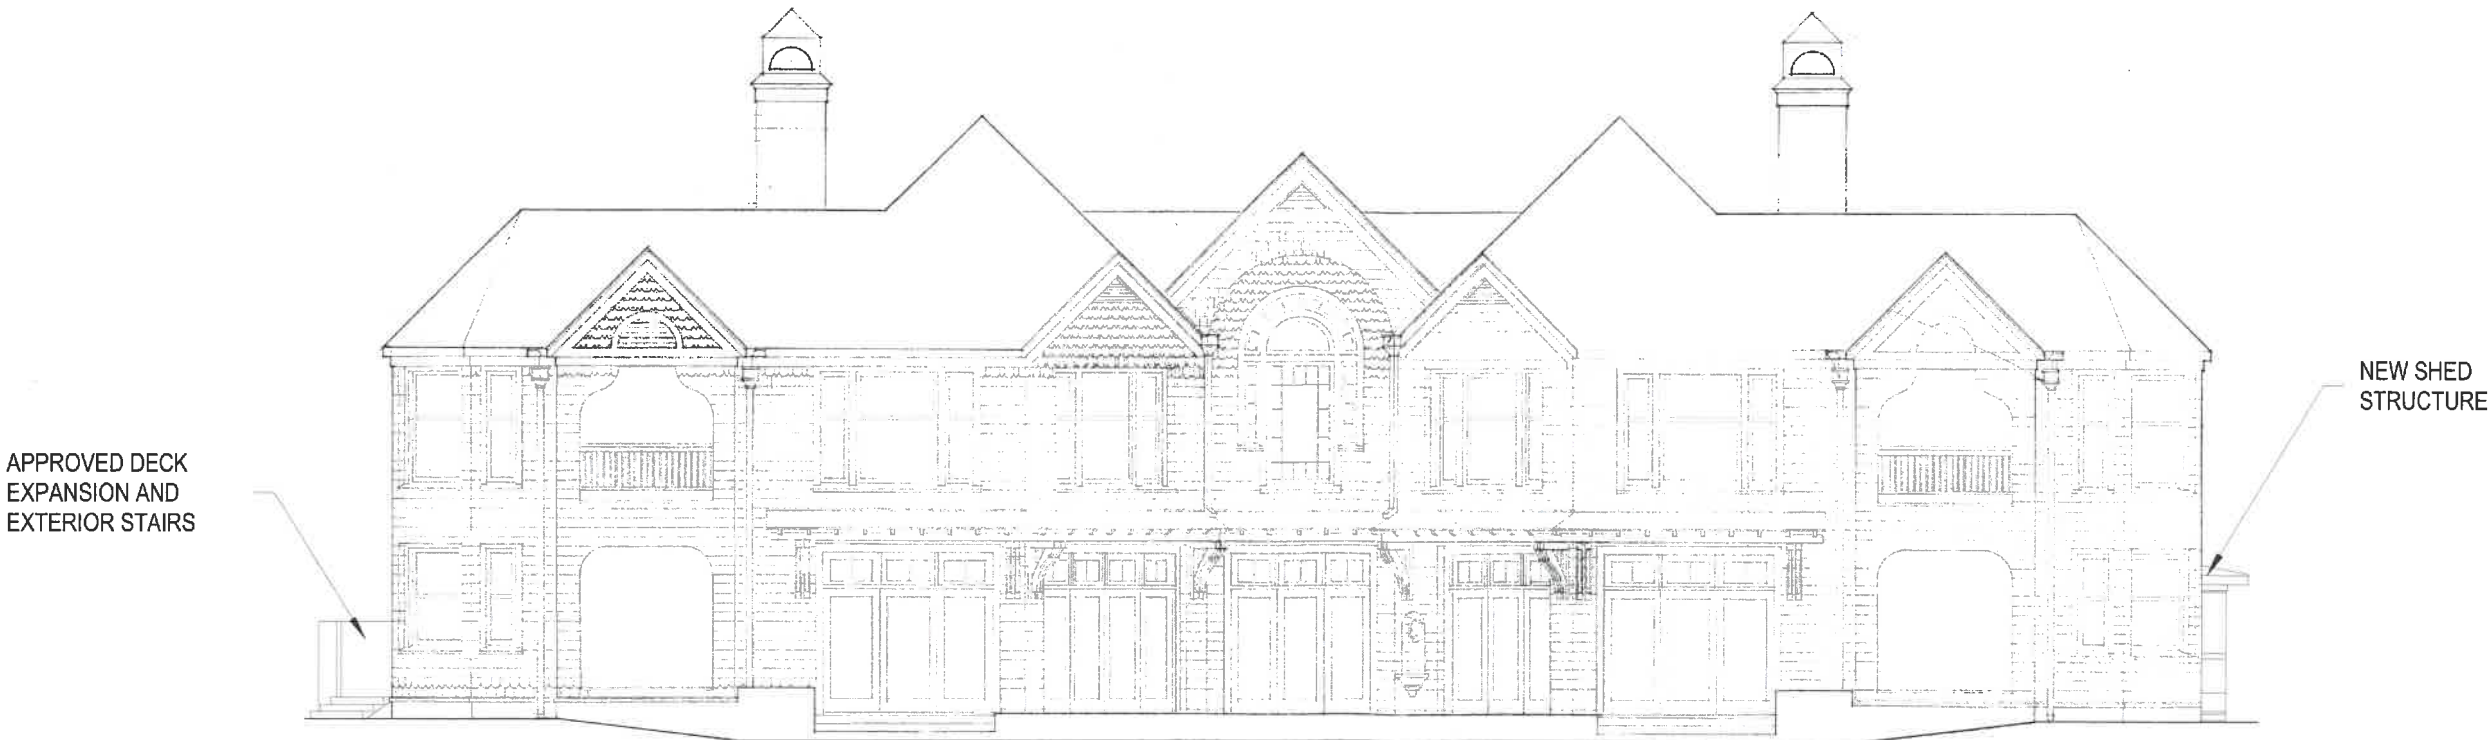 APPROVED DECK
EXPANSION AND
EXTERIOR STAIRS
NEW SHED
STRUCTURE